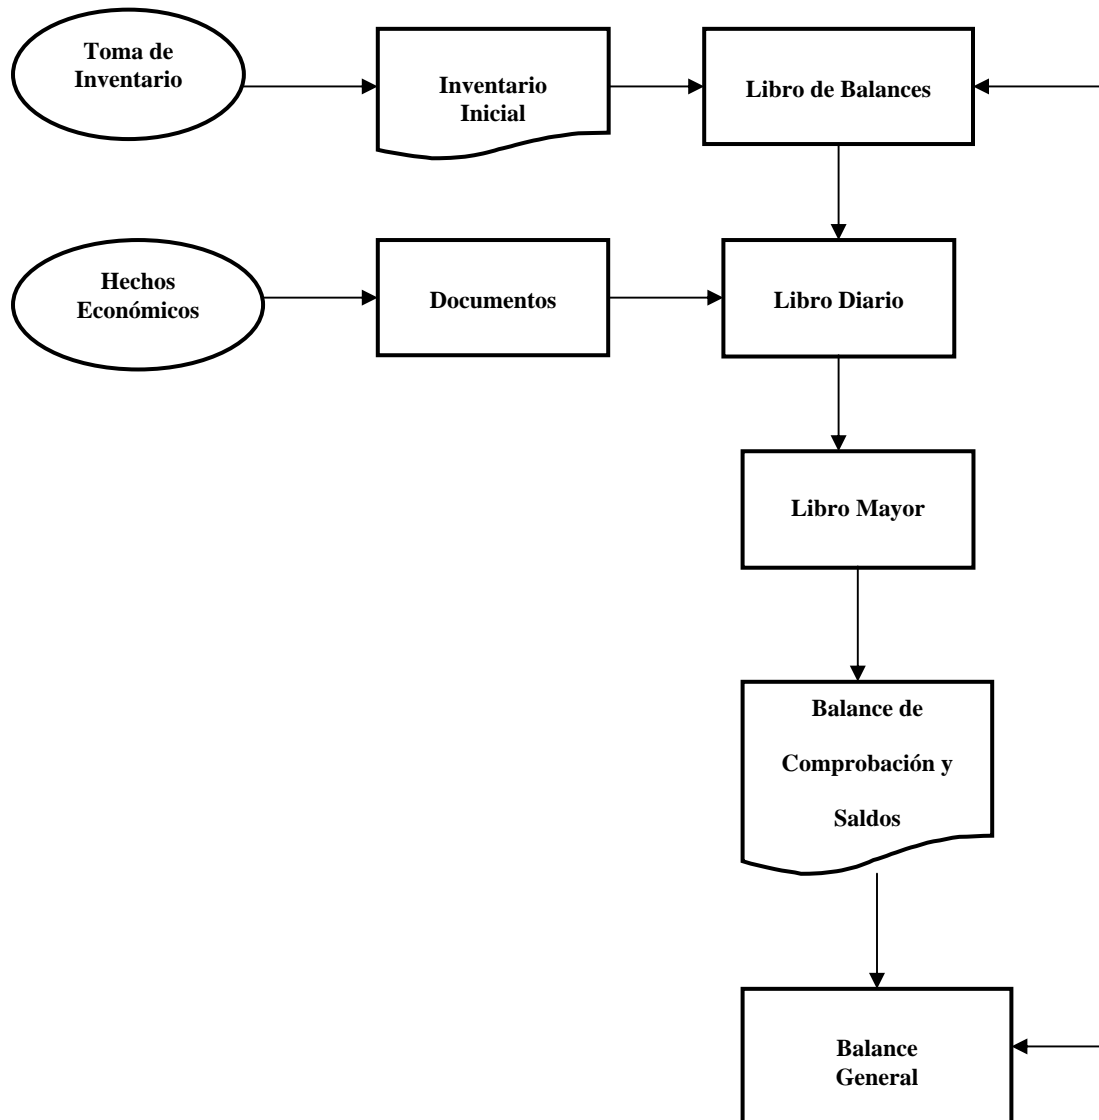 Toma de
Inventario
Inventario
Inicial
Libro de Balances
Hechos
Económicos
Documentos
Libro Diario
Libro Mayor
Balance de
Comprobación y
Saldos
Balance
General